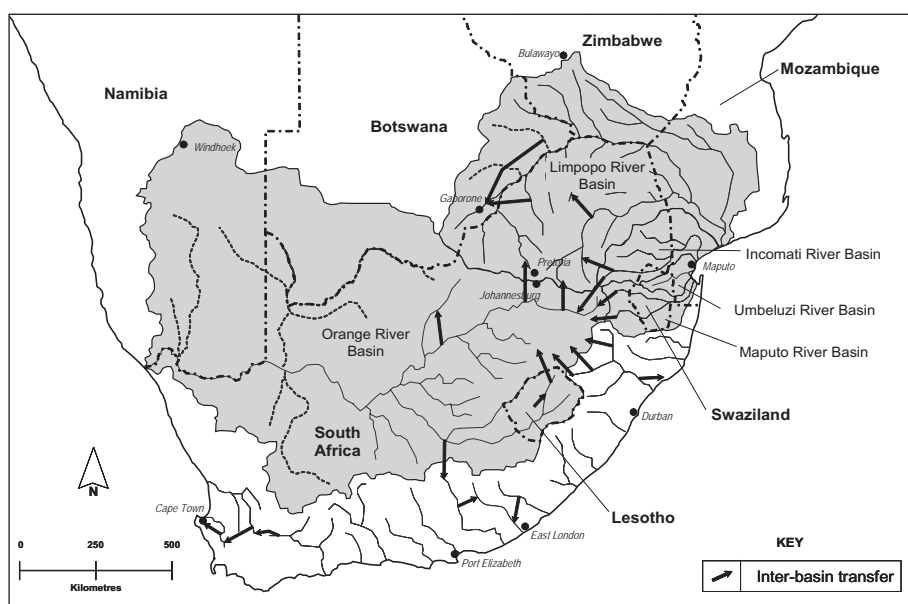 Zimbabwe
Bulawayo
Mozambique
Namibia
Botswana
Windhoek
Limpopo River
Basin
Gaborone
Incomati River Basin
Pretoria
Maputo
Johannesburg
Umbeluzi River Basin
Orange River
Basin
Maputo River Basin
Swaziland
Durban
South
Africa
N
Cape Town
Lesotho
East London
Port Elizabeth
0 250 500
Kilometres
KEY
Inter-basin transfer